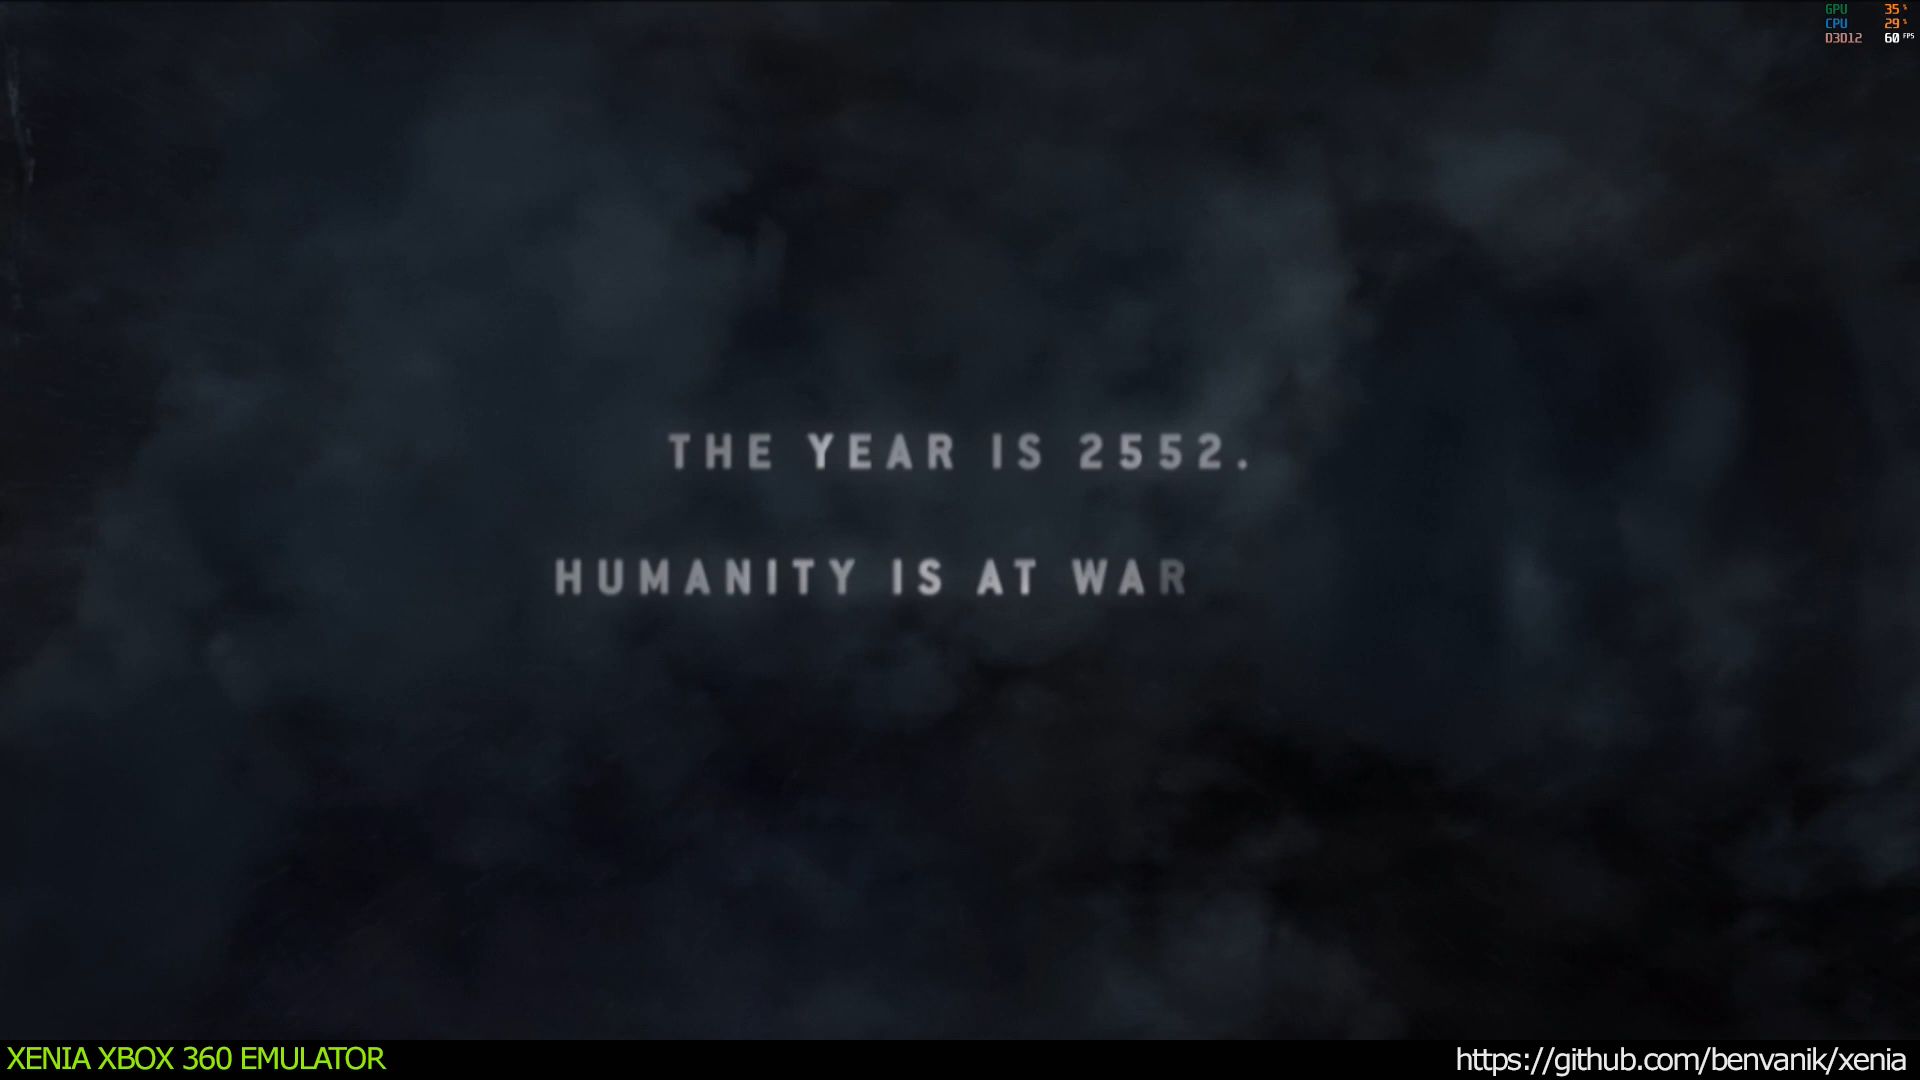 GPU 35 %
CPU 29 %
D3D12 60 FPS
THE YEAR IS 2552.
HUMANITY IS AT WAR
XENIA XBOX 360 EMULATOR
https://github.com/benvanik/xenia